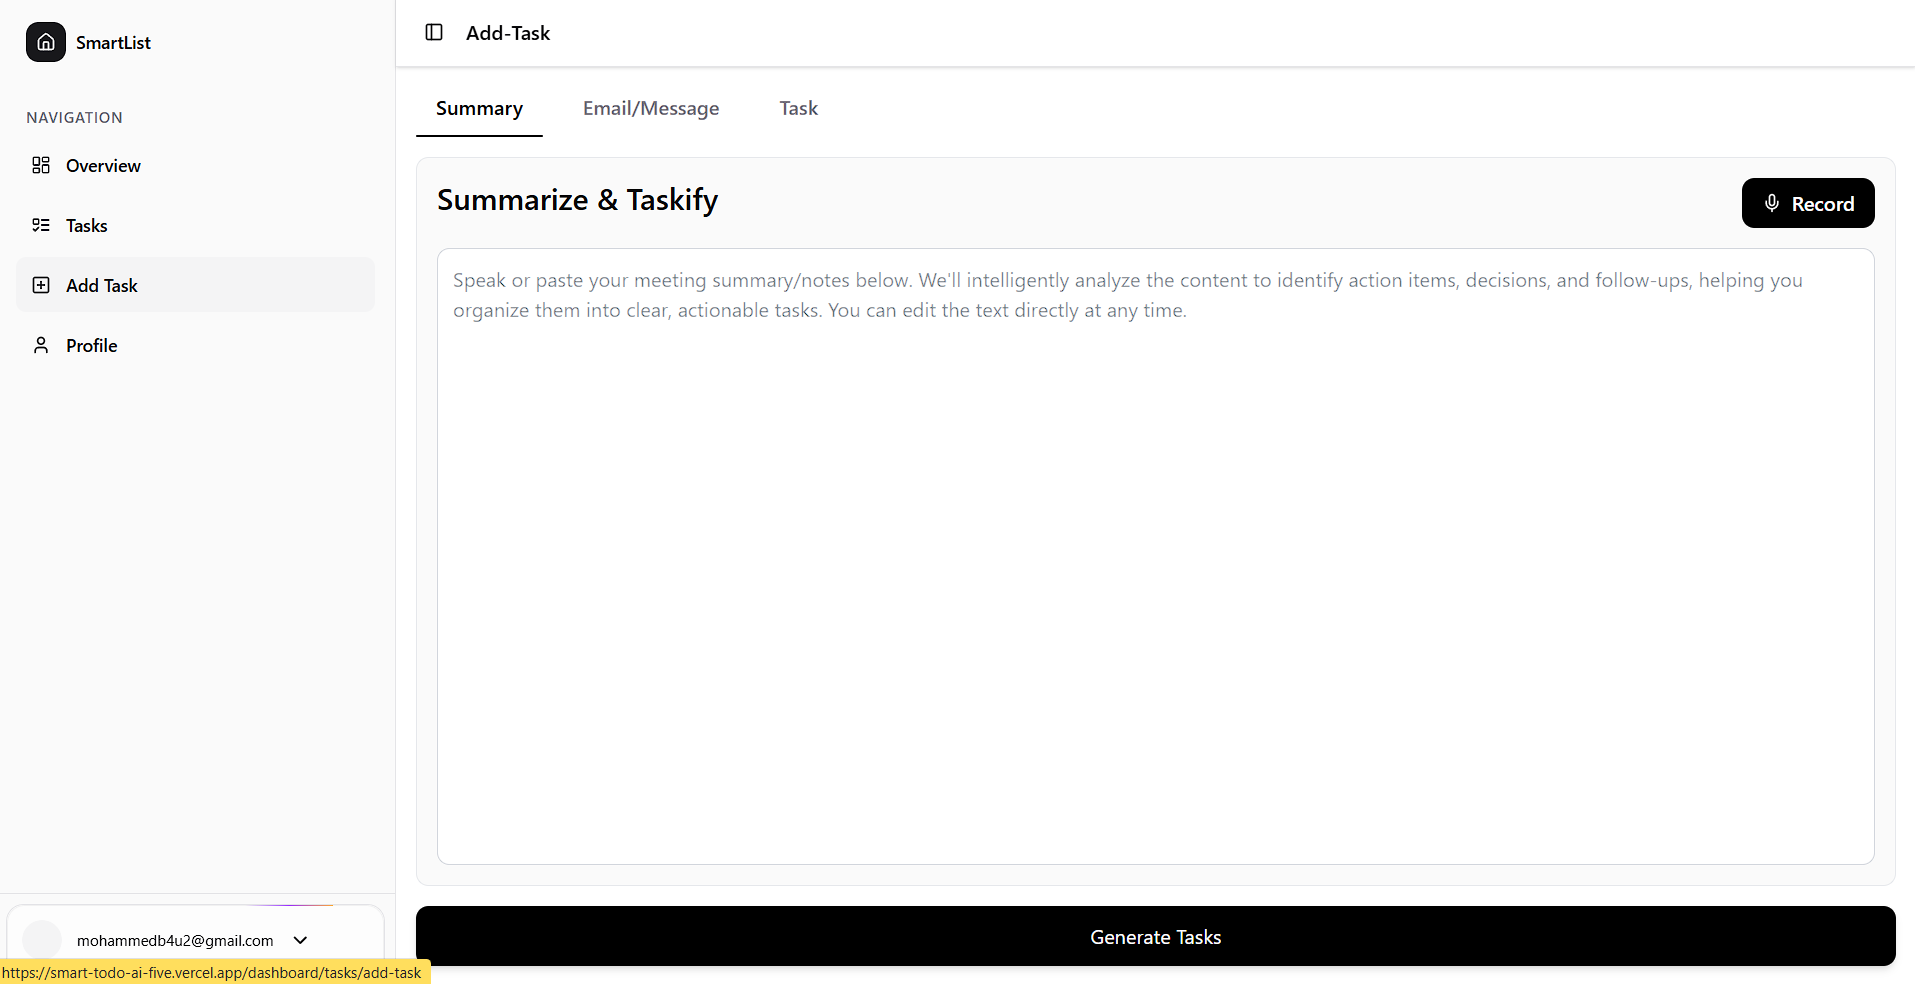 SmartList
NAVIGATION
Overview
Tasks
Add Task
Profile
mohammedb4u2@gmail.com
https://smart-todo-ai-five.vercel.app/dashboard/tasks/add-task
Add-Task
Summary
Email/Message
Task
Summarize & Taskify
Record
Speak or paste your meeting summary/notes below. We'll intelligently analyze the content to identify action items, decisions, and follow-ups, helping you
organize them into clear, actionable tasks. You can edit the text directly at any time.
Generate Tasks